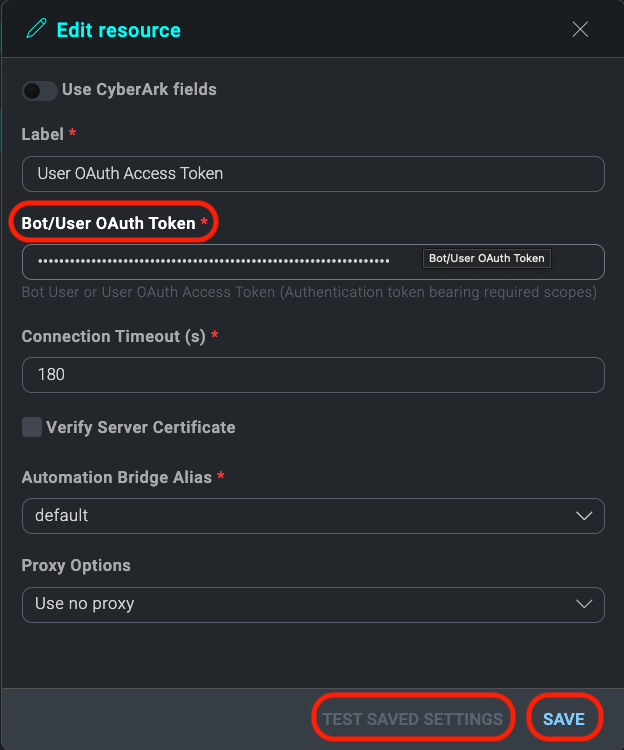 Edit resource
Use CyberArk fields
Label *
User OAuth Access Token
Bot/User OAuth Token *
••••••••••••••••••••••••••••••••••••••••••••••••••••••••••••••••••••••••••
Bot/User OAuth Token
Bot User or User OAuth Access Token (Authentication token bearing required scopes)
Connection Timeout (s) *
180
Verify Server Certificate
Automation Bridge Alias *
default
Proxy Options
Use no proxy
TEST SAVED SETTINGS
SAVE